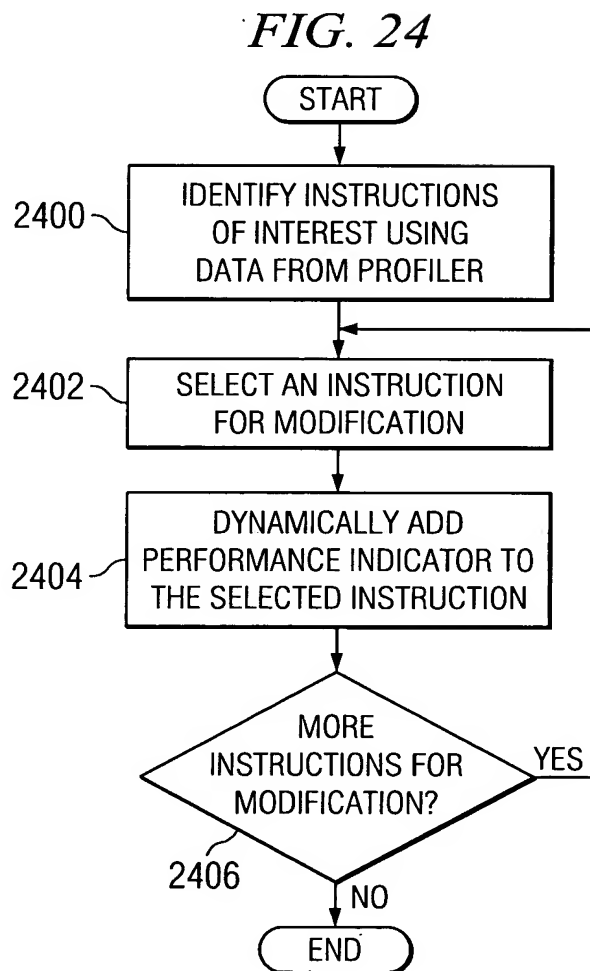 FIG. 24
START
2400
IDENTIFY INSTRUCTIONS
OF INTEREST USING
DATA FROM PROFILER
2402
SELECT AN INSTRUCTION
FOR MODIFICATION
2404
DYNAMICALLY ADD
PERFORMANCE INDICATOR TO
THE SELECTED INSTRUCTION
MORE
INSTRUCTIONS FOR
MODIFICATION?
YES
2406
NO
END